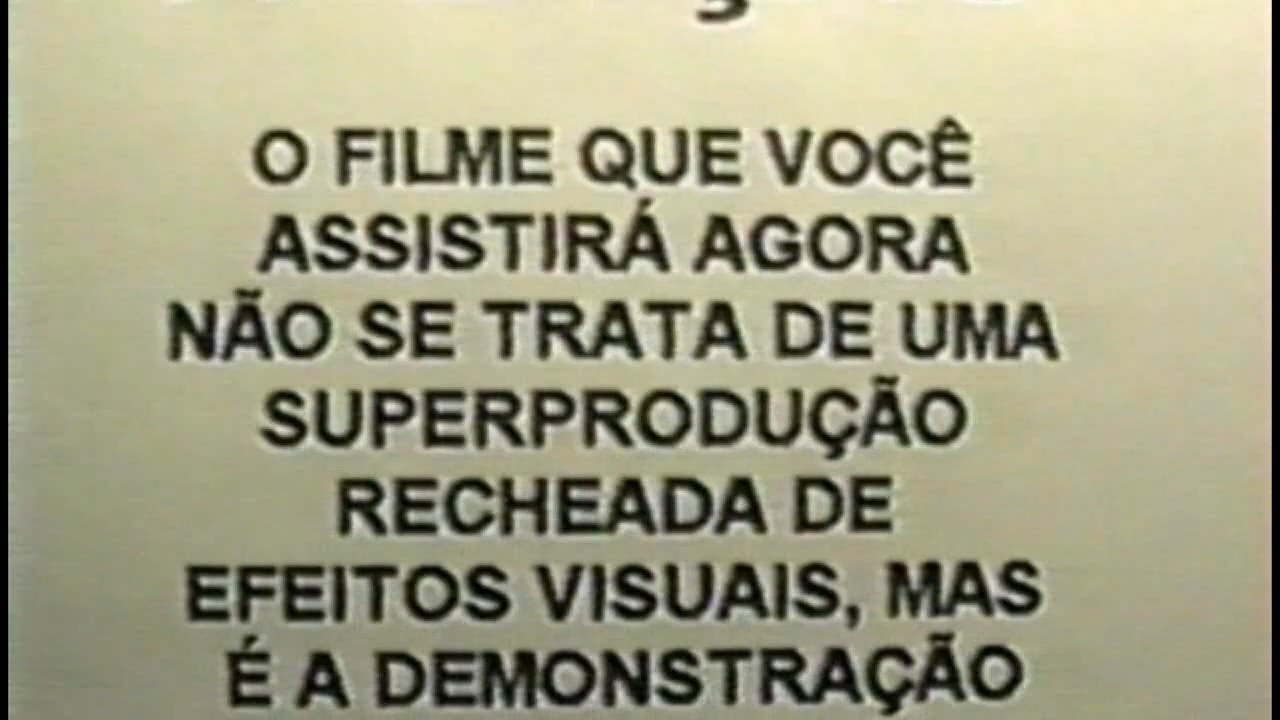 O FILME QUE VOCÊ
ASSISTIRÁ AGORA
NÃO SE TRATA DE UMA
SUPERPRODUÇÃO
RECHEADA DE
EFEITOS VISUAIS, MAS
É A DEMONSTRAÇÃO